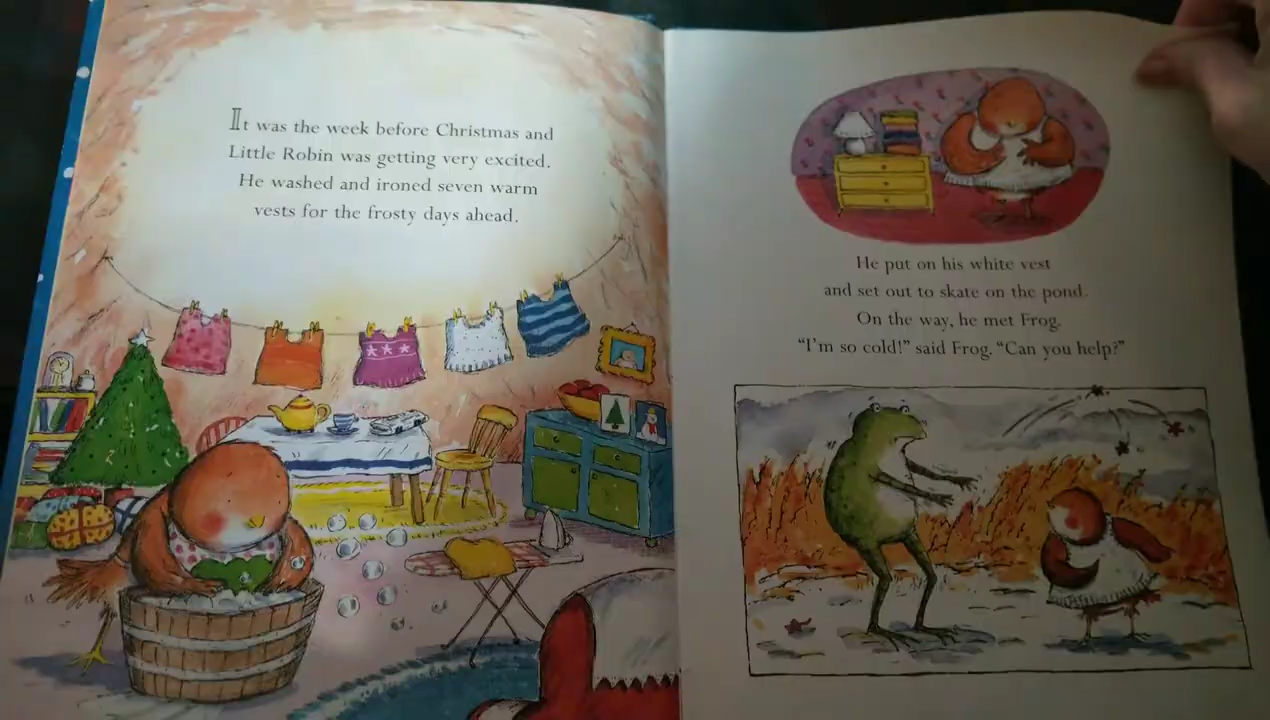 It was the week before Christmas and
Little Robin was getting very excited.
He washed and ironed seven warm
vests for the frosty days ahead.
He put on his white vest
and set out to skate on the pond.
On the way, he met Frog.
“I'm so cold!” said Frog. “Can you help?”